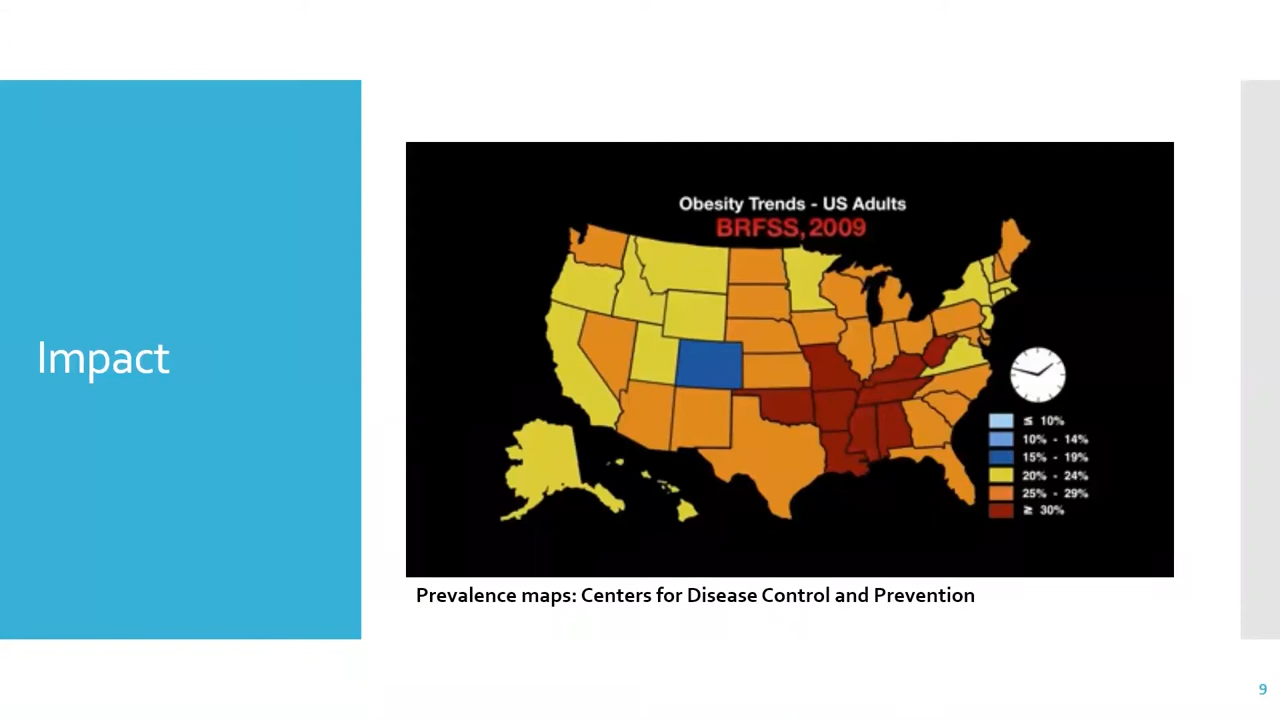 Impact
Obesity Trends - US Adults
BRFSS, 2009
≤ 10%
10% - 14%
15% - 19%
20% - 24%
25% - 29%
≥ 30%
Prevalence maps: Centers for Disease Control and Prevention
9